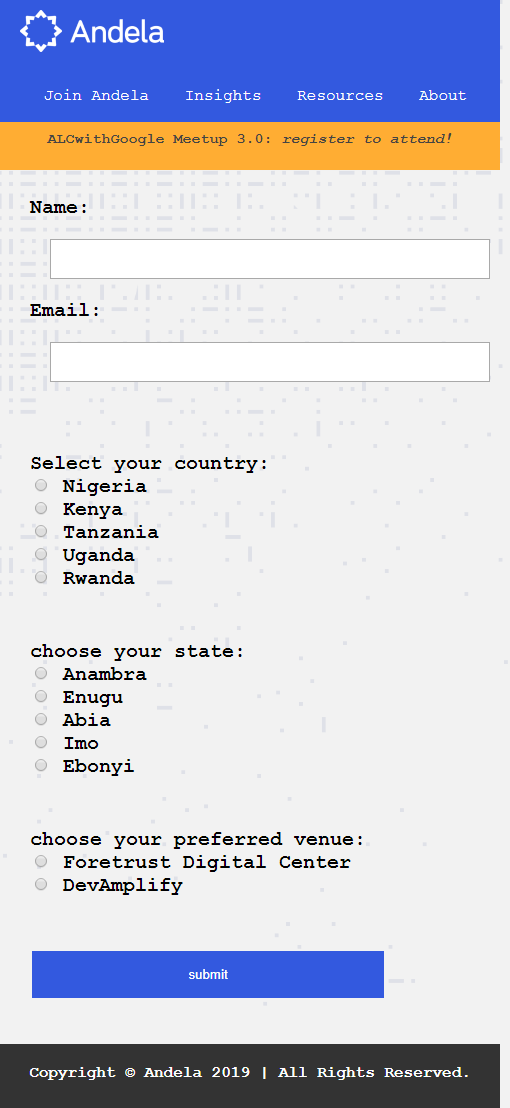 Andela
Join Andela Insights Resources About
ALCwithGoogle Meetup 3.0: register to attend!
Name:
Email:
Select your country:
Nigeria
Kenya
Tanzania
Uganda
Rwanda
choose your state:
Anambra
Enugu
Abia
Imo
Ebonyi
choose your preferred venue:
Foretrust Digital Center
DevAmplify
submit
Copyright © Andela 2019 | All Rights Reserved.